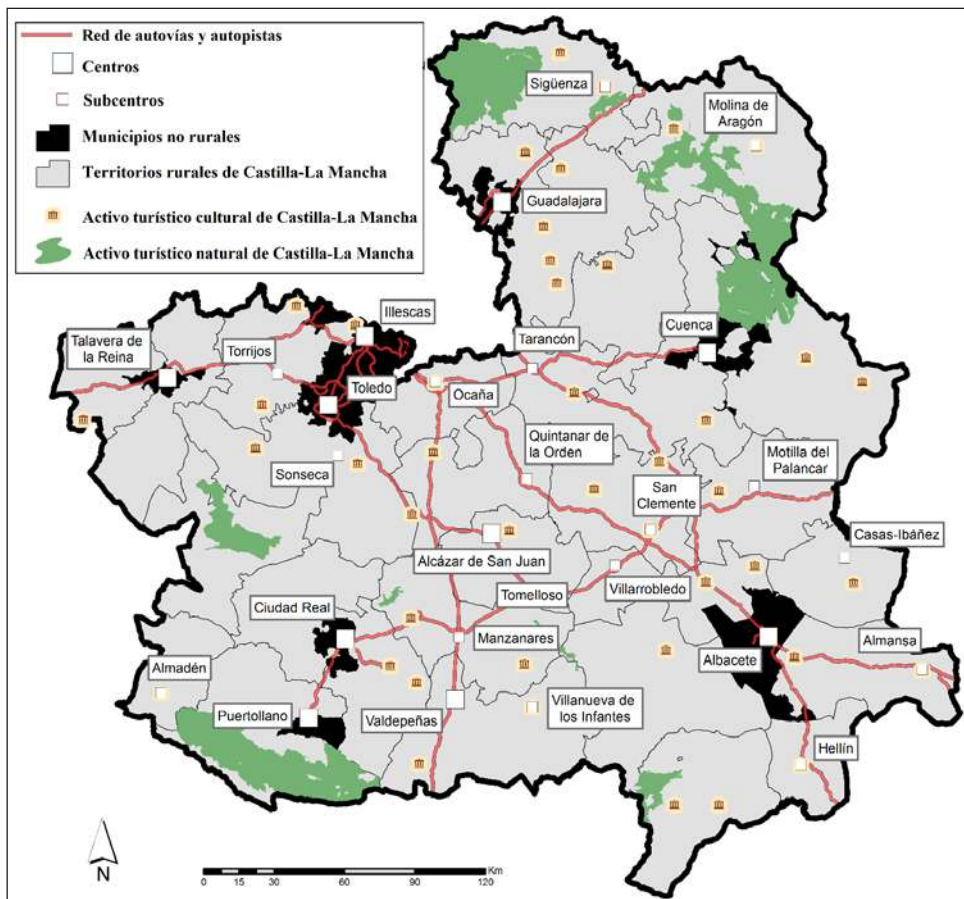 Red de autovías y autopistas
Centros
Subcentros
Municipios no rurales
Territorios rurales de Castilla-La Mancha
Activo turístico cultural de Castilla-La Mancha
Activo turístico natural de Castilla-La Mancha
Sigüenza
Molina de
Aragón
Guadalajara
Illescas
Cuenca
Talavera de
la Reina
Tarancón
Torrijos
Toledo
Ocaña
Quintanar de
la Orden
Motilla del
Palancar
Sonseca
San
Clemente
Casas-Ibáñez
Alcázar de San Juan
Tomelloso
Villarrobledo
Ciudad Real
Manzanares
Almansa
Albacete
Almadén
Villanueva de
los Infantes
Puertollano
Valdepeñas
Hellín
N
Km
0 15 30 60 90 120